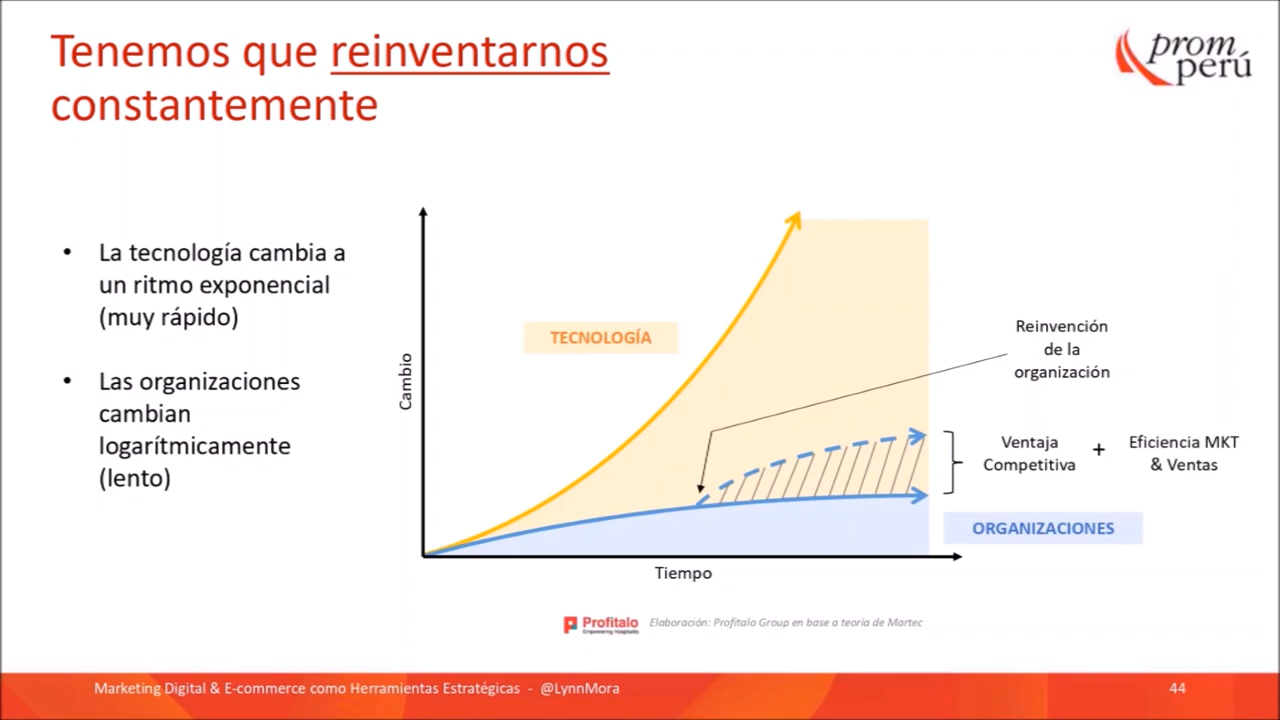 Tenemos que reinventarnos
constantemente
prom
perú
• La tecnología cambia a
un ritmo exponencial
(muy rápido)
• Las organizaciones
cambian
logarítmicamente
(lento)
Cambio
TECNOLOGÍA
Reinvención
de la
organización
Ventaja
Competitiva
+
Eficiencia MKT
& Ventas
ORGANIZACIONES
Tiempo
Profitalo
Empowering Hospitality
Elaboración: Profitalo Group en base a teoría de Martec
Marketing Digital & E-commerce como Herramientas Estratégicas - @LynnMora
44